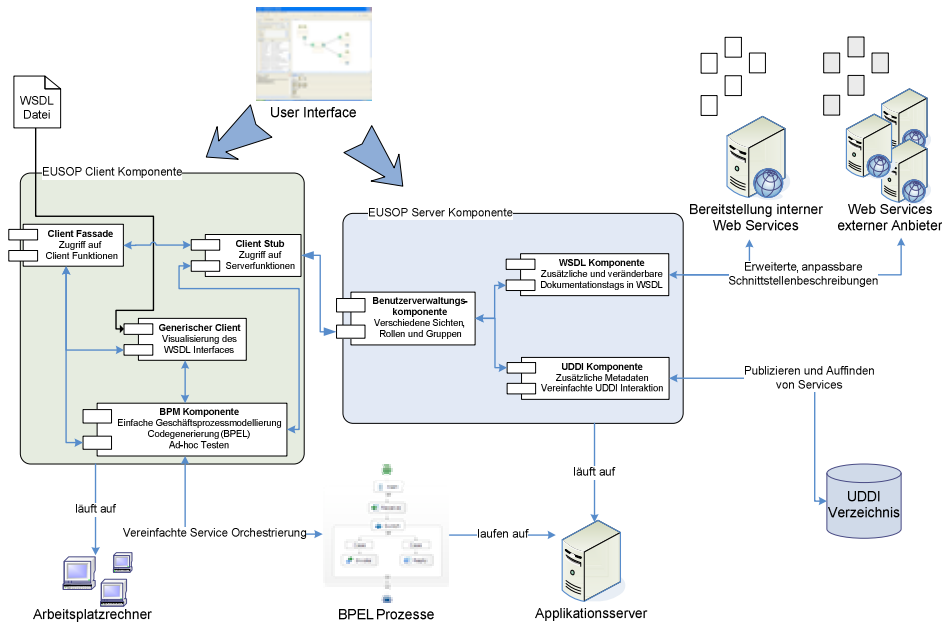 User Interface
WSDL
Datei
EUSOP Client Komponente
Client Fassade
Zugriff auf
Client Funktionen
Client Stub
Zugriff auf
Serverfunktionen
Generischer Client
Visualisierung des
WSDL Interfaces
BPM Komponente
Einfache Geschäftsprozessmodellierung
Codegenerierung (BPEL)
Ad-hoc Testen
EUSOP Server Komponente
Benutzerverwaltungs-
komponente
Verschiedene Sichten,
Rollen und Gruppen
WSDL Komponente
Zusätzliche und veränderbare
Dokumentationstags in WSDL
UDDI Komponente
Zusätzliche Metadaten
Vereinfachte UDDI Interaktion
Bereitstellung interner
Web Services
Web Services
externer Anbieter
Erweiterte, anpassbare
Schnittstellenbeschreibungen
Publizieren und Auffinden
von Services
UDDI
Verzeichnis
läuft auf
läuft auf
Vereinfachte Service Orchestrierung
laufen auf
Arbeitsplatzrechner
BPEL Prozesse
Applikationsserver